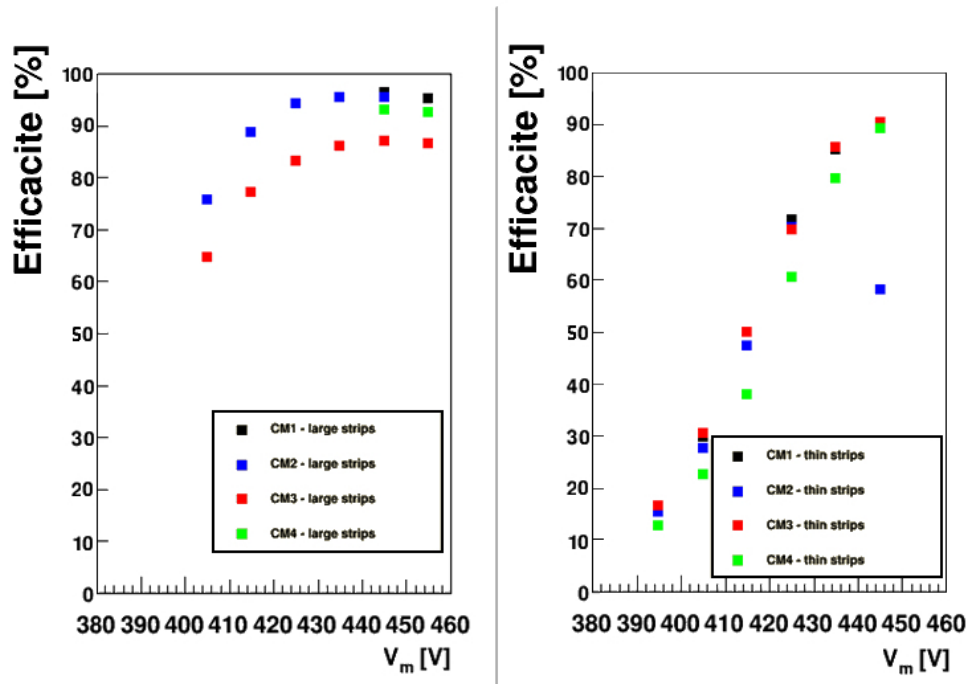 Efficacite [%]
100
90
80
70
60
50
40
30
20
10
0
CM1 - large strips
CM2 - large strips
CM3 - large strips
CM4 - large strips
380 390 400 410 420 430 440 450 460
V_m [V]
Efficacite [%]
100
90
80
70
60
50
40
30
20
10
0
CM1 - thin strips
CM2 - thin strips
CM3 - thin strips
CM4 - thin strips
380 390 400 410 420 430 440 450 460
V_m [V]